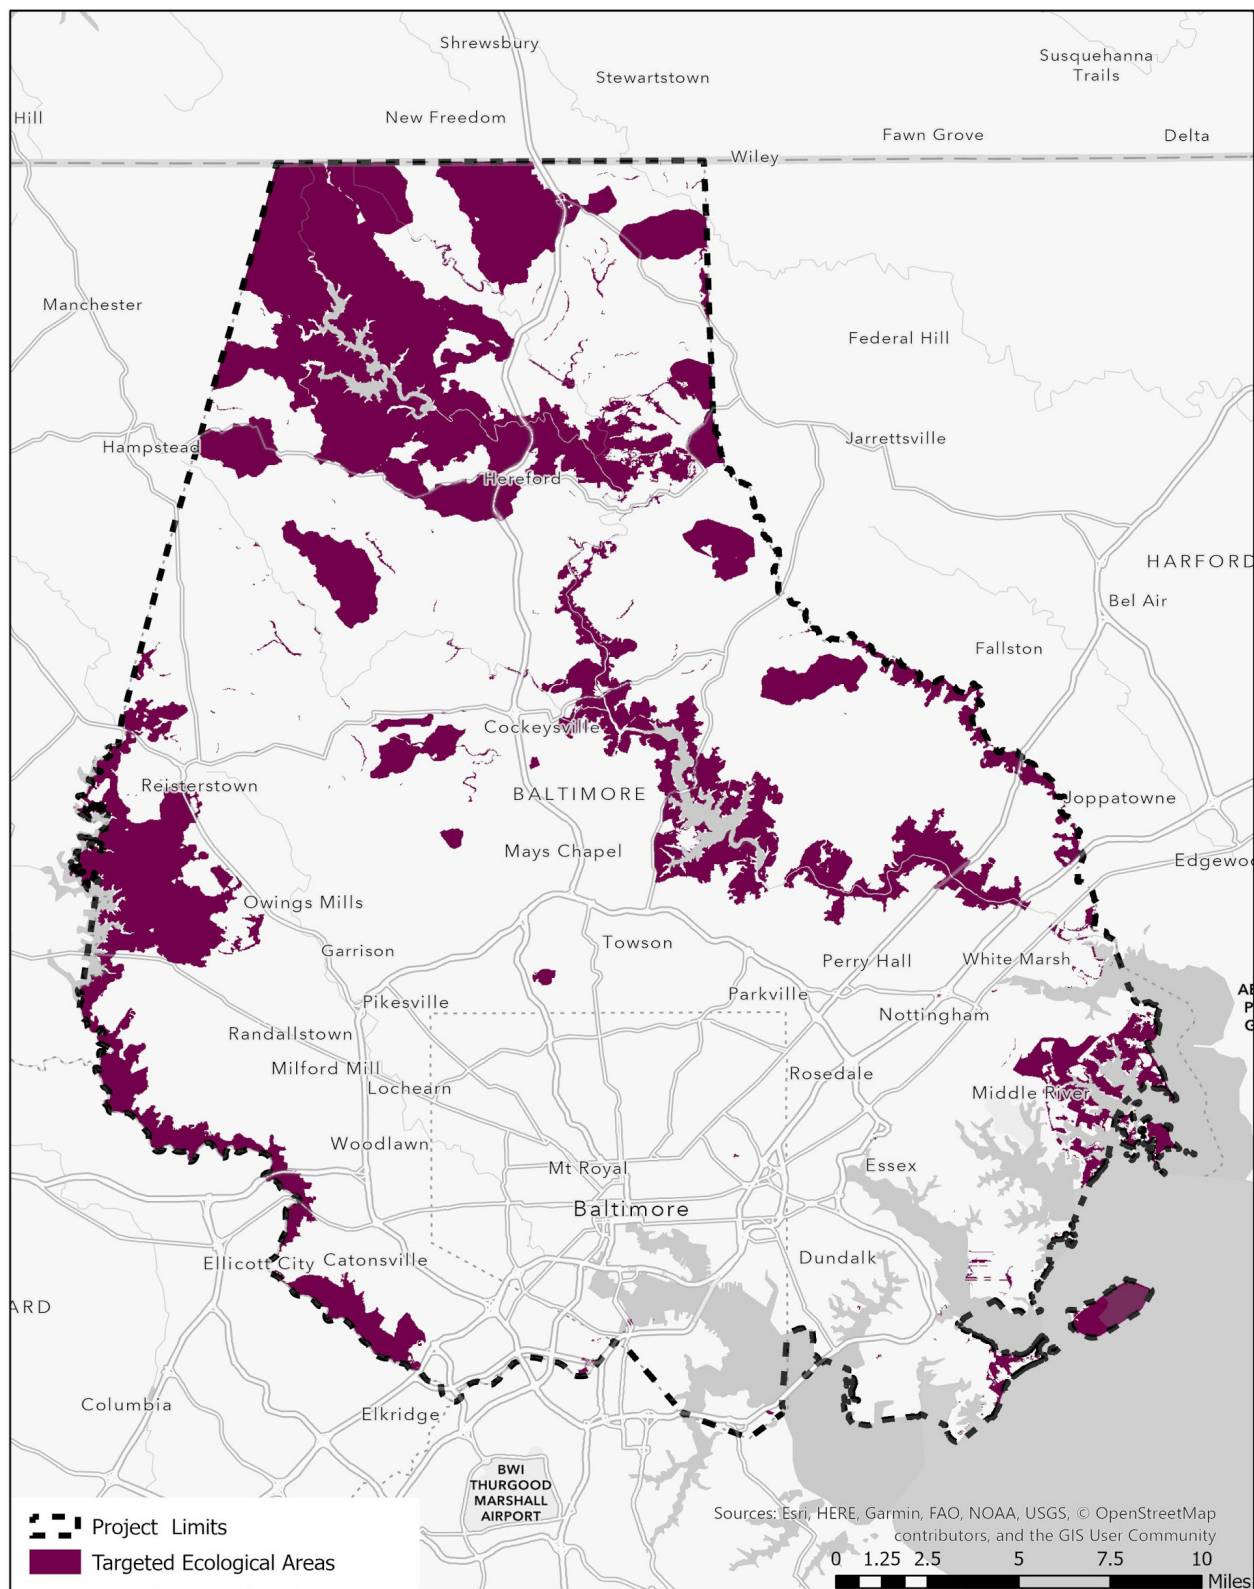 Shrewsbury
Susquehanna
Trails
Stewartstown
Hill
New Freedom
Fawn Grove
Delta
Wiley
Manchester
Federal Hill
Hampstead
Jarrettsville
Hereford
HARFORD
Bel Air
Fallston
Cockeysville
Reisterstown
BALTIMORE
Joppatowne
Mays Chapel
Edgewoo
Owings Mills
Towson
Garrison
Perry Hall
White Marsh
Pikesville
Parkville
Nottingham
AB
P
G
Randallstown
Milford Mill
Lochearn
Rosedale
Middle River
Woodlawn
Mt Royal
Essex
Baltimore
Ellicott City
Catonsville
Dundalk
ARD
Columbia
Elkridge
BWI
THURGOOD
MARSHALL
AIRPORT
Project Limits
Targeted Ecological Areas
Sources: Esri, HERE, Garmin, FAO, NOAA, USGS, © OpenStreetMap
contributors, and the GIS User Community
0 1.25 2.5 5 7.5 10
Miles